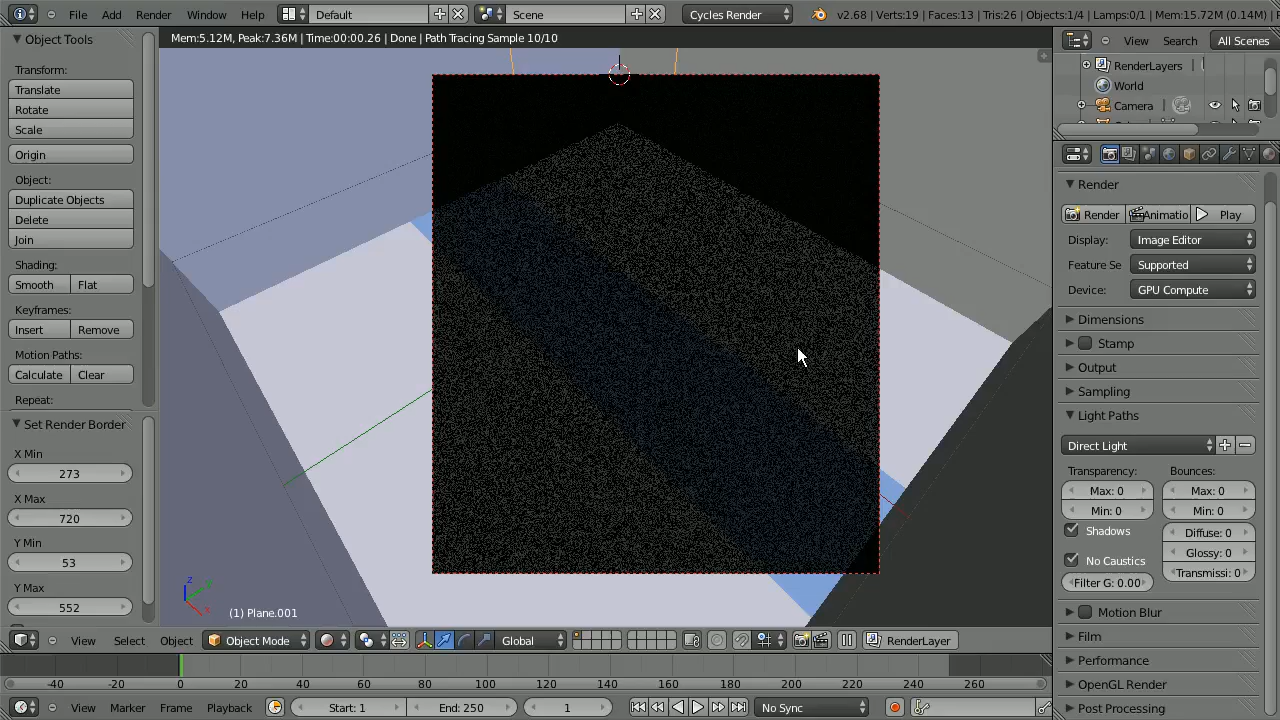 File Add Render Window Help Default Scene Cycles Render v2.68 | Verts:19 | Faces:13 | Tris:26 | Objects:1/4 | Lamps:0/1 | Mem:15.72M (0.14M) |
Mem:5.12M, Peak:7.36M | Time:00:00.26 | Done | Path Tracing Sample 10/10
Object Tools
Transform:
Translate
Rotate
Scale
Origin
Object:
Duplicate Objects
Delete
Join
Shading:
Smooth Flat
Keyframes:
Insert Remove
Motion Paths:
Calculate Clear
Repeat:
Set Render Border
X Min
273
X Max
720
Y Min
53
Y Max
552
z y x
(1) Plane.001
View Select Object Object Mode Global RenderLayer
-40 -20 0 20 40 60 80 100 120 140 160 180 200 220 240 260
View Marker Frame Playback Start: 1 End: 250 1 No Sync
View Search All Scenes
RenderLayers |
World
Camera
Render
Render Animatio Play
Display: Image Editor
Feature Se Supported
Device: GPU Compute
Dimensions
Stamp
Output
Sampling
Light Paths
Direct Light
Transparency: Bounces:
Max: 0 Max: 0
Min: 0 Min: 0
Shadows Diffuse: 0
Glossy: 0
No Caustics
Transmissi: 0
Filter G: 0.00
Motion Blur
Film
Performance
OpenGL Render
Post Processing